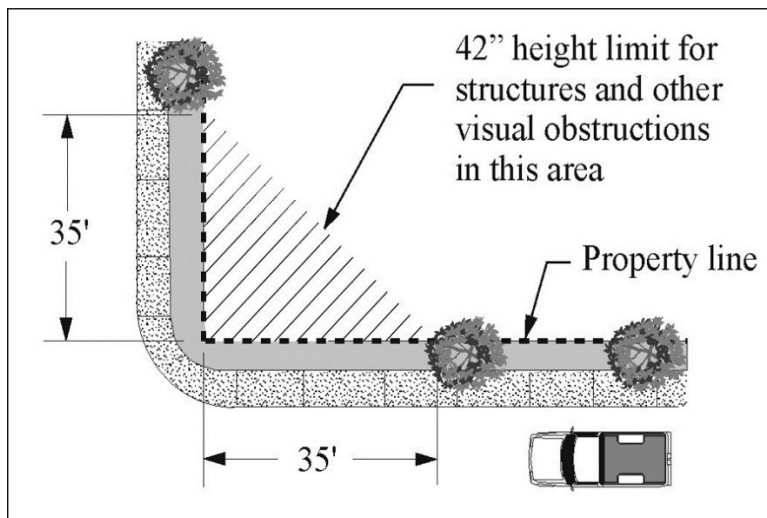 42” height limit for
structures and other
visual obstructions
in this area
35'
Property line
35'